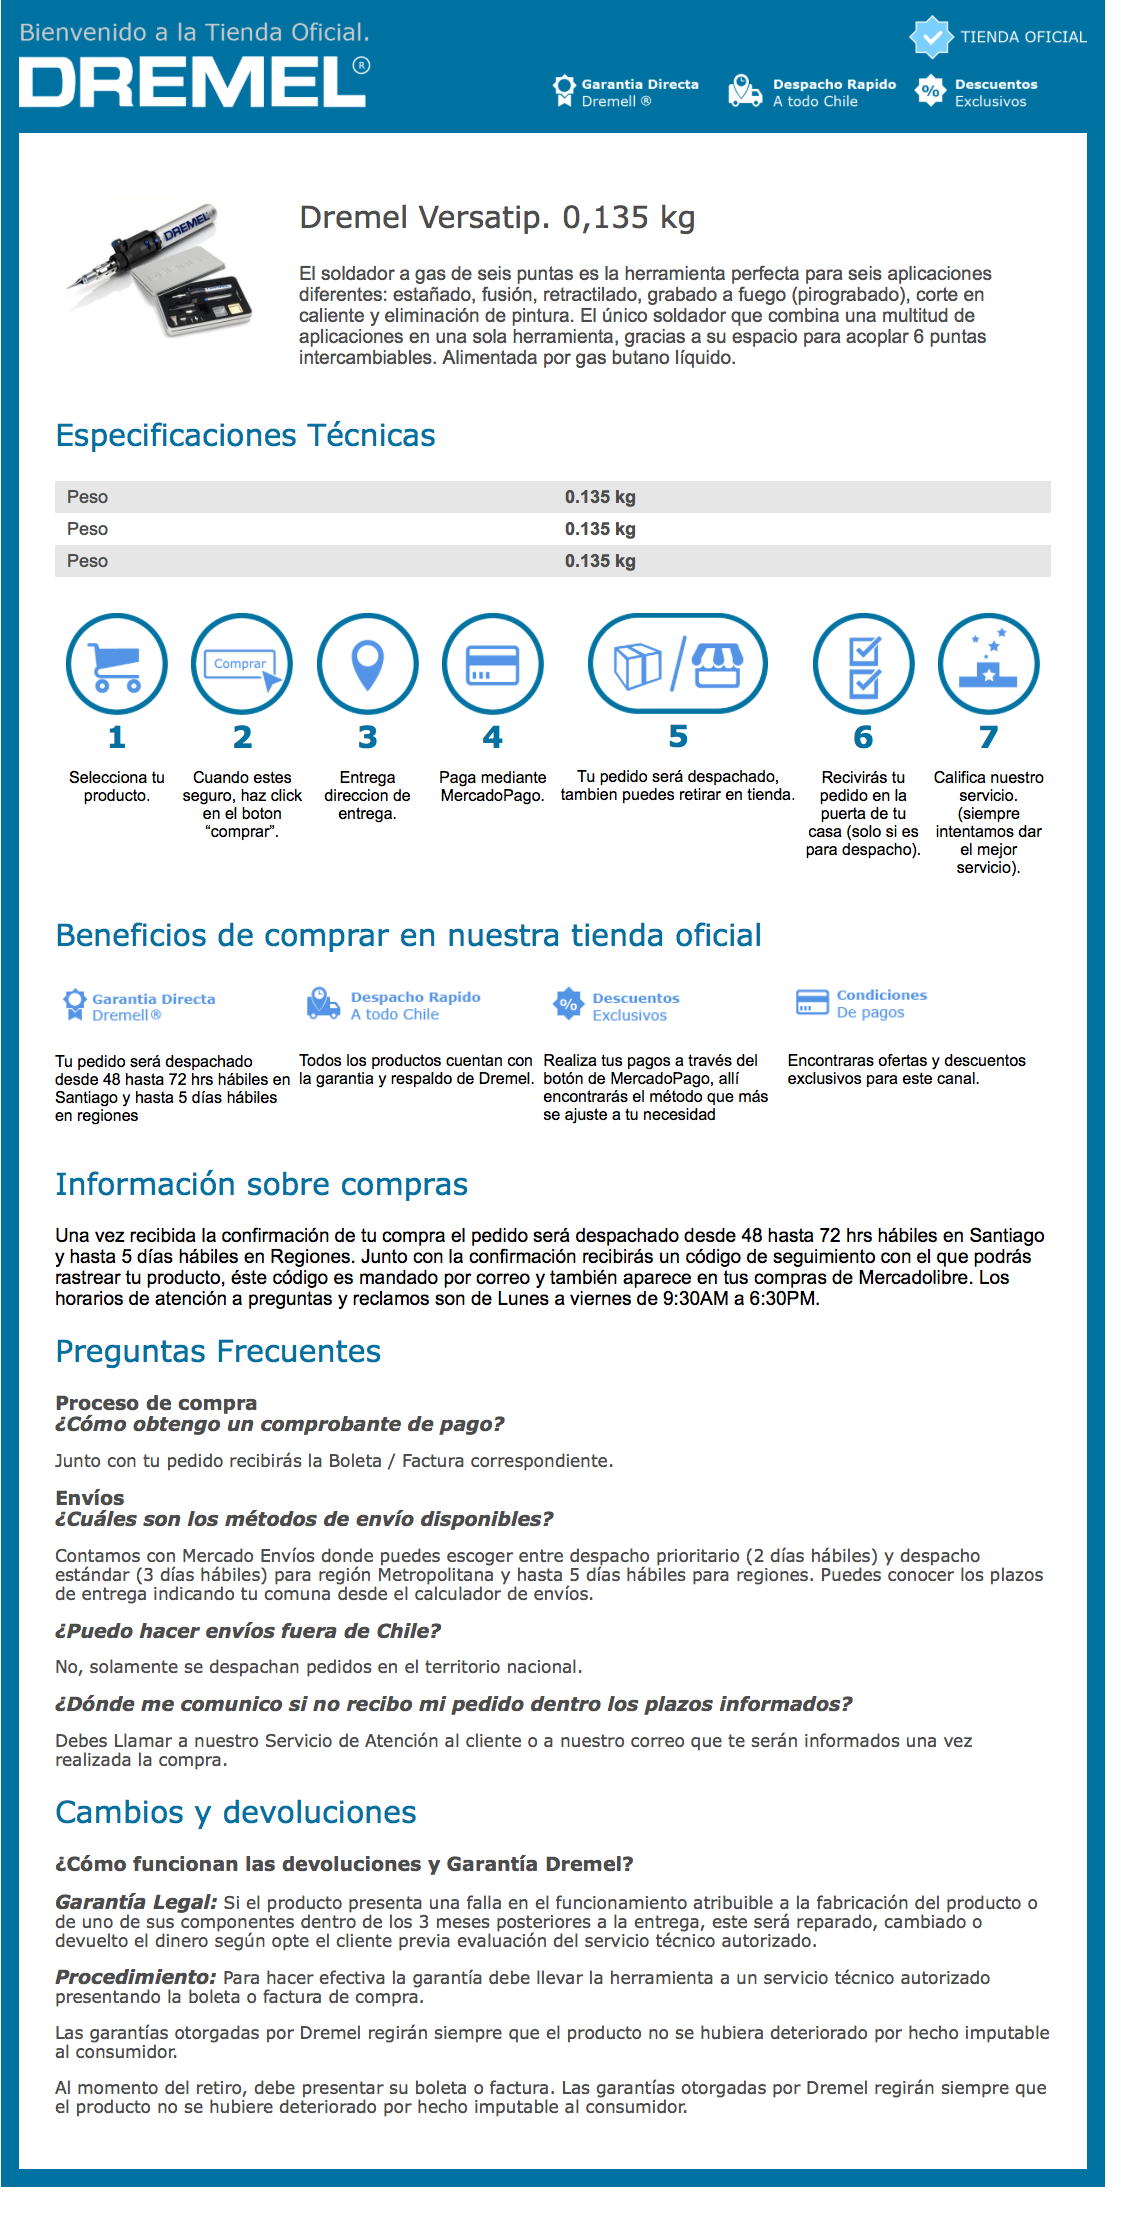 Bienvenido a la Tienda Oficial.
DREMEL®
TIENDA OFICIAL
Garantia Directa
Dremell ®
Despacho Rapido
A todo Chile
%
Descuentos
Exclusivos
DREMEL
Dremel Versatip. 0,135 kg
El soldador a gas de seis puntas es la herramienta perfecta para seis aplicaciones
diferentes: estañado, fusión, retractilado, grabado a fuego (pirograbado), corte en
caliente y eliminación de pintura. El único soldador que combina una multitud de
aplicaciones en una sola herramienta, gracias a su espacio para acoplar 6 puntas
intercambiables. Alimentada por gas butano líquido.
Especificaciones Técnicas
Peso 0.135 kg
Peso 0.135 kg
Peso 0.135 kg
Comprar
1
Selecciona tu
producto.
2
Cuando estes
seguro, haz click
en el boton
“comprar”.
3
Entrega
direccion de
entrega.
4
Paga mediante
MercadoPago.
5
Tu pedido será despachado,
tambien puedes retirar en tienda.
6
Recivirás tu
pedido en la
puerta de tu
casa (solo si es
para despacho).
7
Califica nuestro
servicio.
(siempre
intentamos dar
el mejor
servicio).
Beneficios de comprar en nuestra tienda oficial
Garantia Directa
Dremell®
Tu pedido será despachado
desde 48 hasta 72 hrs hábiles en
Santiago y hasta 5 días hábiles
en regiones
Despacho Rapido
A todo Chile
Todos los productos cuentan con
la garantia y respaldo de Dremel.
%
Descuentos
Exclusivos
Realiza tus pagos a través del
botón de MercadoPago, allí
encontrarás el método que más
se ajuste a tu necesidad
Condiciones
De pagos
Encontraras ofertas y descuentos
exclusivos para este canal.
Información sobre compras
Una vez recibida la confirmación de tu compra el pedido será despachado desde 48 hasta 72 hrs hábiles en Santiago
y hasta 5 días hábiles en Regiones. Junto con la confirmación recibirás un código de seguimiento con el que podrás
rastrear tu producto, éste código es mandado por correo y también aparece en tus compras de Mercadolibre. Los
horarios de atención a preguntas y reclamos son de Lunes a viernes de 9:30AM a 6:30PM.
Preguntas Frecuentes
Proceso de compra
¿Cómo obtengo un comprobante de pago?
Junto con tu pedido recibirás la Boleta / Factura correspondiente.
Envíos
¿Cuáles son los métodos de envío disponibles?
Contamos con Mercado Envíos donde puedes escoger entre despacho prioritario (2 días hábiles) y despacho
estándar (3 días hábiles) para región Metropolitana y hasta 5 días hábiles para regiones. Puedes conocer los plazos
de entrega indicando tu comuna desde el calculador de envíos.
¿Puedo hacer envíos fuera de Chile?
No, solamente se despachan pedidos en el territorio nacional.
¿Dónde me comunico si no recibo mi pedido dentro los plazos informados?
Debes Llamar a nuestro Servicio de Atención al cliente o a nuestro correo que te serán informados una vez
realizada la compra.
Cambios y devoluciones
¿Cómo funcionan las devoluciones y Garantía Dremel?
Garantía Legal: Si el producto presenta una falla en el funcionamiento atribuible a la fabricación del producto o
de uno de sus componentes dentro de los 3 meses posteriores a la entrega, este será reparado, cambiado o
devuelto el dinero según opte el cliente previa evaluación del servicio técnico autorizado.
Procedimiento: Para hacer efectiva la garantía debe llevar la herramienta a un servicio técnico autorizado
presentando la boleta o factura de compra.
Las garantías otorgadas por Dremel regirán siempre que el producto no se hubiera deteriorado por hecho imputable
al consumidor.
Al momento del retiro, debe presentar su boleta o factura. Las garantías otorgadas por Dremel regirán siempre que
el producto no se hubiere deteriorado por hecho imputable al consumidor.